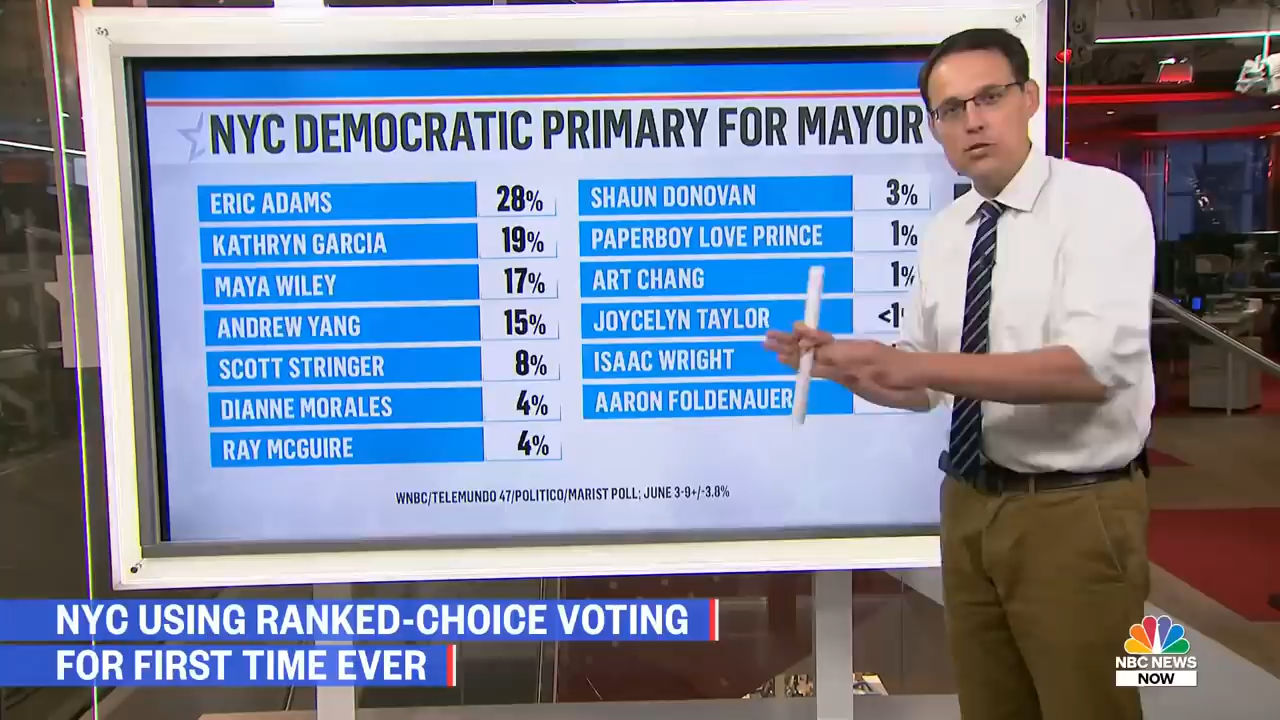 NYC DEMOCRATIC PRIMARY FOR MAYOR
ERIC ADAMS 28%
KATHRYN GARCIA 19%
MAYA WILEY 17%
ANDREW YANG 15%
SCOTT STRINGER 8%
DIANNE MORALES 4%
RAY MCGUIRE 4%
SHAUN DONOVAN 3%
PAPERBOY LOVE PRINCE 1%
ART CHANG 1%
JOYCELYN TAYLOR <1
ISAAC WRIGHT
AARON FOLDENAUER
WNBC/TELEMUNDO 47/POLITICO/MARIST POLL; JUNE 3-9+/-3.8%
NYC USING RANKED-CHOICE VOTING
FOR FIRST TIME EVER
NBC NEWS
NOW